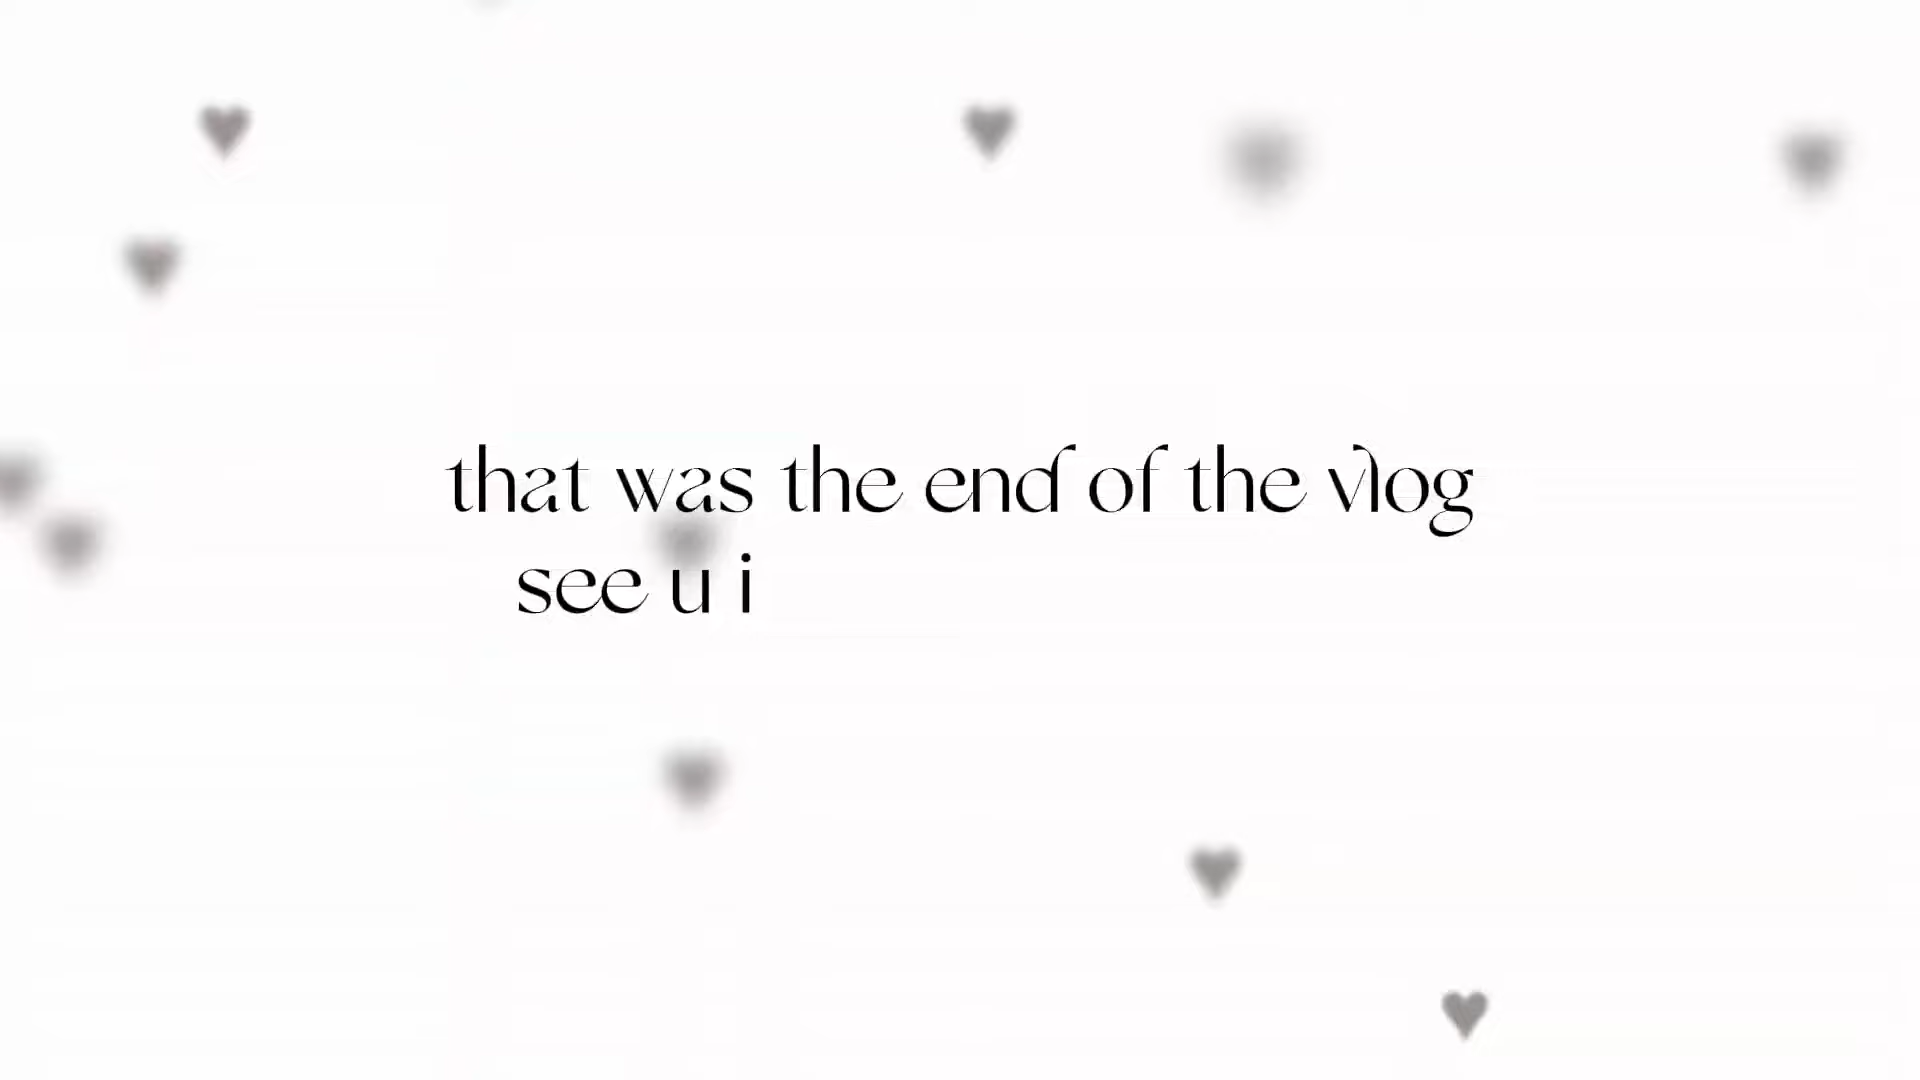 that was the end of the vlog
see u i